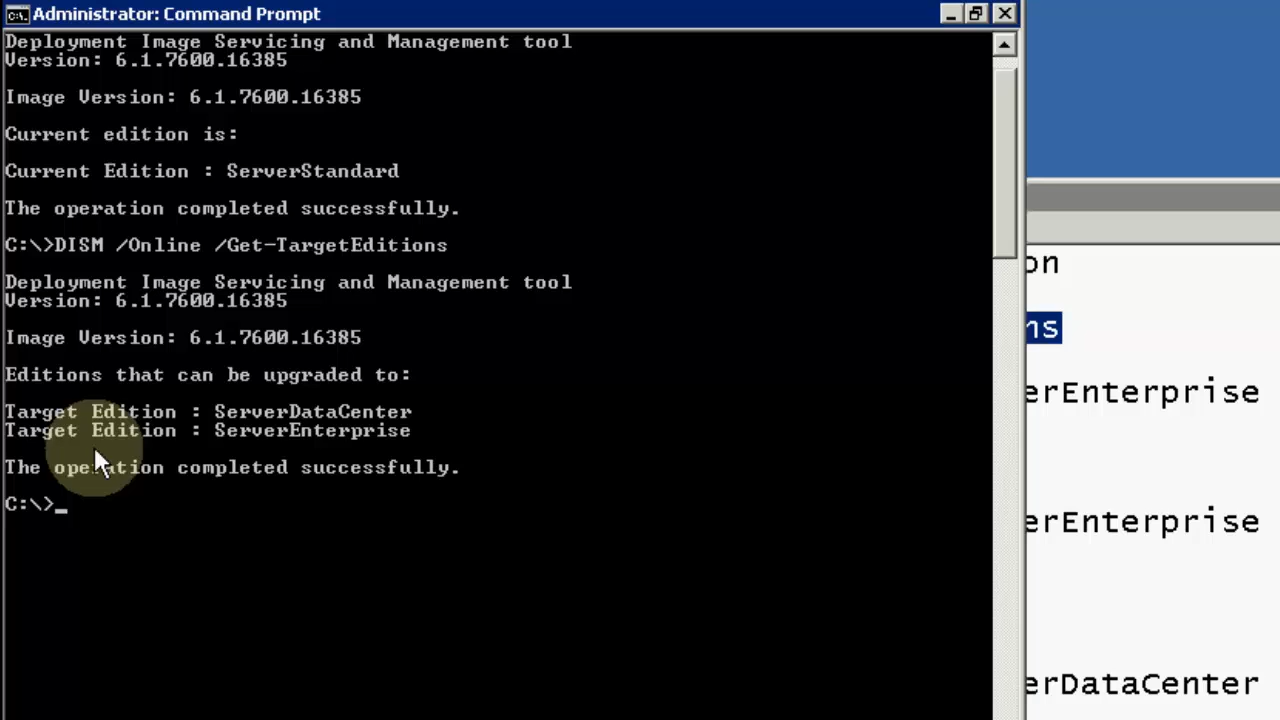 Administrator: Command Prompt
Deployment Image Servicing and Management tool
Version: 6.1.7600.16385
Image Version: 6.1.7600.16385
Current edition is:
Current Edition : ServerStandard
The operation completed successfully.
C:\>DISM /Online /Get-TargetEditions
Deployment Image Servicing and Management tool
Version: 6.1.7600.16385
Image Version: 6.1.7600.16385
Editions that can be upgraded to:
Target Edition : ServerDataCenter
Target Edition : ServerEnterprise
The operation completed successfully.
C:\>_
on
ns
erEnterprise
erEnterprise
erDataCenter